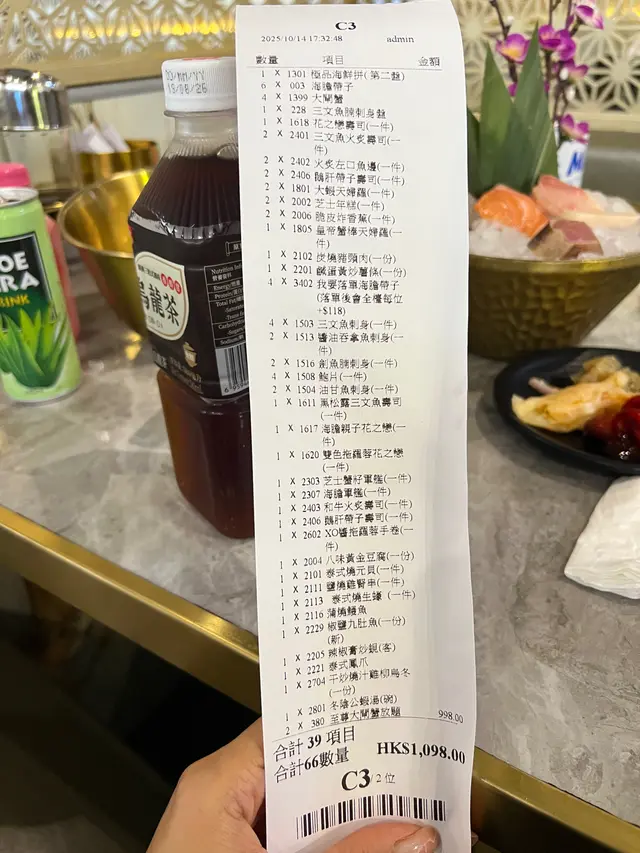 C3
2025/10/14 17:32:48 admin
數量 項目 金額
1 X 1301 極品海鮮拼(第二盤)
6 X 003 海膽帶子
4 X 1399 大閘蟹
1 X 228 三文魚腩刺身盤
1 X 1618 花之戀壽司(一件)
2 X 2401 三文魚火炙壽司(一
件)
2 X 2402 火炙左口魚邊(一件)
2 X 2406 鵝肝帶子壽司(一件)
2 X 1801 大蝦天婦羅(一件)
2 X 2002 芝士年糕(一件)
2 X 2006 脆皮炸香蕉(一件)
1 X 1805 皇帝蟹棒天婦羅(一
件)
1 X 2102 炭燒豬頸肉(一份)
1 X 2201 鹹蛋黃炒薯條(一份)
4 X 3402 我要落單海膽帶子
(落單後會全檯每位
+$118)
4 X 1503 三文魚刺身(一件)
2 X 1513 醬油吞拿魚刺身(一
件)
2 X 1516 劍魚腩刺身(一件)
4 X 1508 鮑片(一件)
2 X 1504 油甘魚刺身(一件)
1 X 1611 黑松露三文魚壽司
(一件)
1 X 1617 海膽親子花之戀(一
件)
1 X 1620 雙色拖羅蓉花之戀
(一件)
1 X 2303 芝士蟹籽軍艦(一件)
1 X 2307 海膽軍艦(一件)
1 X 2403 和牛火炙壽司(一件)
1 X 2406 鵝肝帶子壽司(一件)
1 X 2602 XO醬拖羅蓉手卷(一
件)
1 X 2004 八味黃金豆腐(一份)
1 X 2101 泰式燒元貝(一件)
1 X 2111 鹽燒雞腎串(一件)
1 X 2113 泰式燒生蠔(一件)
1 X 2116 蒲燒鰻魚
1 X 2229 椒鹽九肚魚(一份)
(新)
1 X 2205 辣椒膏炒蜆(客)
1 X 2221 泰式鳳爪
1 X 2704 干炒燒汁雞柳烏冬
(一份)
1 X 2801 冬陰公蝦湯(碗)
2 X 380 至尊大閘蟹放題 998.00
合計 39 項目
合計66數量 HK$1,098.00
C3 2 位
烏龍茶
Nutrition